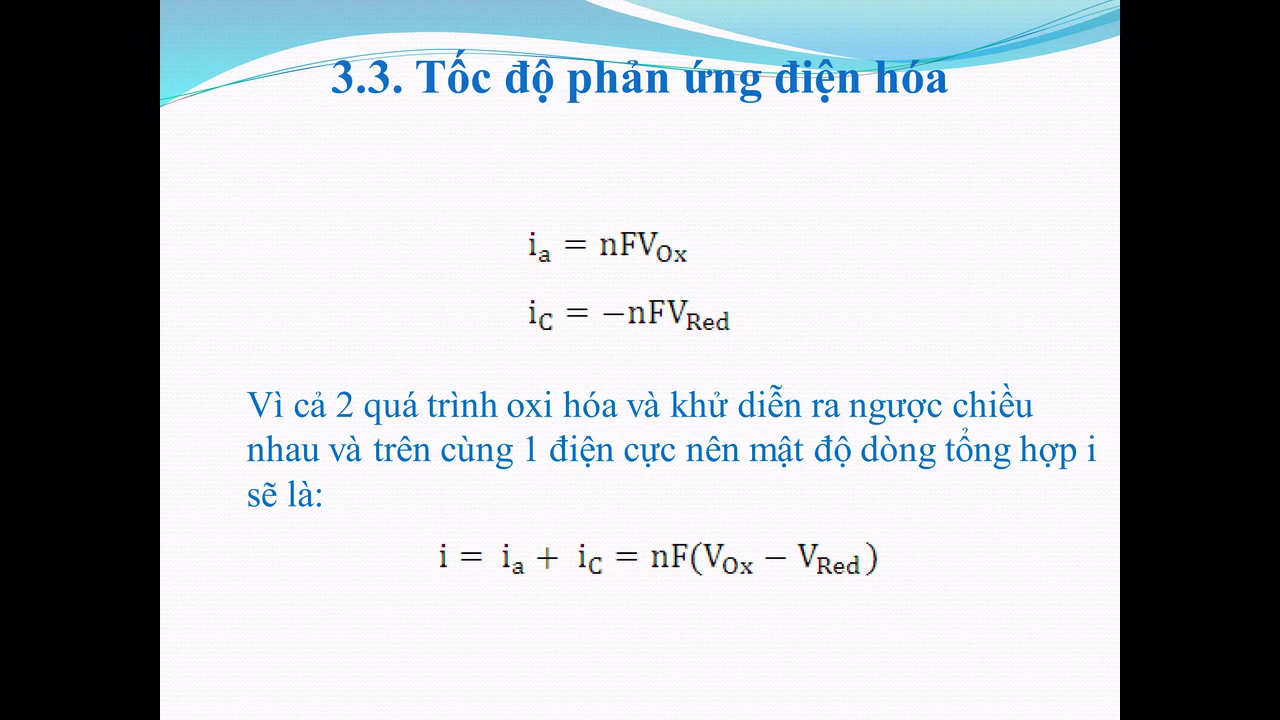 3.3. Tốc độ phản ứng điện hóa
i_a = nFV_Ox
i_C = −nFV_Red
Vì cả 2 quá trình oxi hóa và khử diễn ra ngược chiều
nhau và trên cùng 1 điện cực nên mật độ dòng tổng hợp i
sẽ là:
i = i_a + i_C = nF(V_Ox − V_Red)